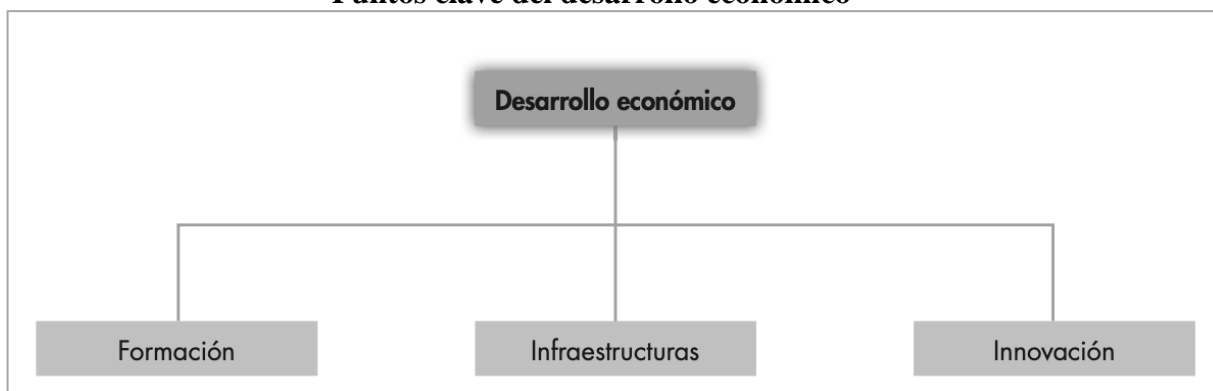 Puntos clave del desarrollo económico
Desarrollo económico
Formación
Infraestructuras
Innovación